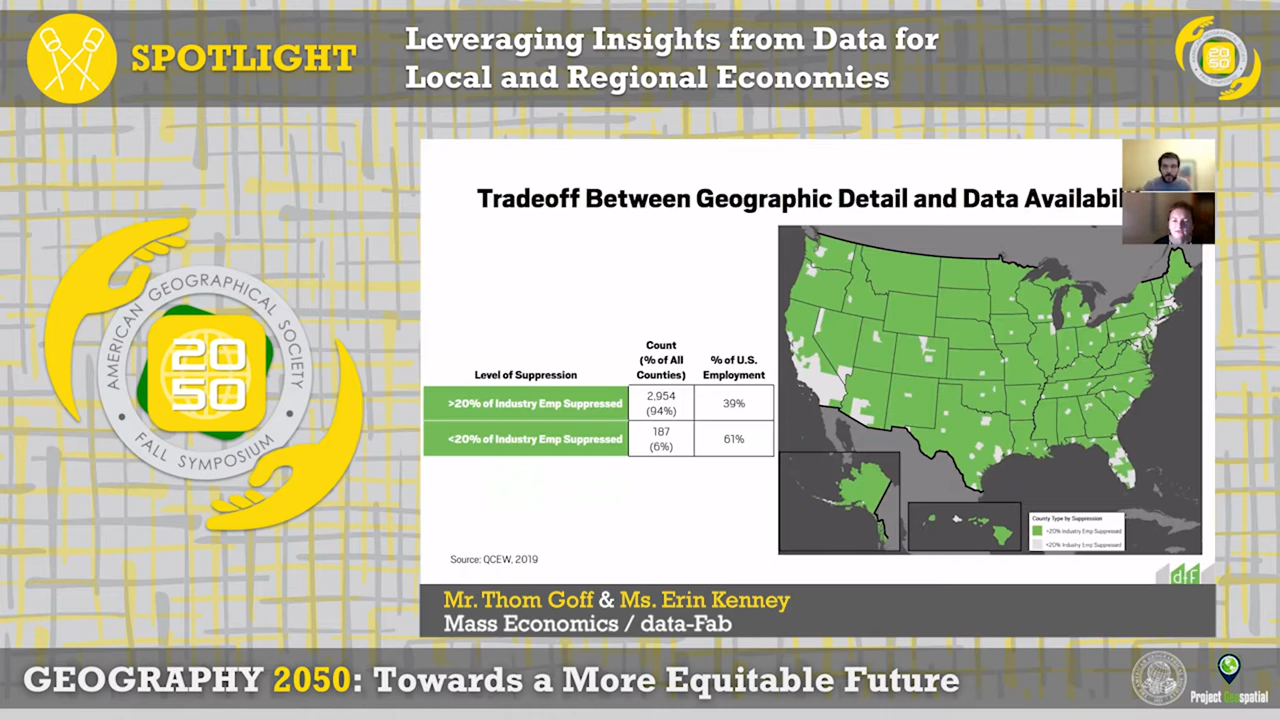 SPOTLIGHT
Leveraging Insights from Data for
Local and Regional Economies
20
50
AMERICAN GEOGRAPHICAL SOCIETY
20
50
• FALL SYMPOSIUM •
Tradeoff Between Geographic Detail and Data Availabil
Level of Suppression
Count
(% of All
Counties)
% of U.S.
Employment
>20% of Industry Emp Suppressed
2,954
(94%)
39%
<20% of Industry Emp Suppressed
187
(6%)
61%
County Type by Suppression
>20% Industry Emp Suppressed
<20% Industry Emp Suppressed
Source: QCEW, 2019
dfF
Mr. Thom Goff & Ms. Erin Kenney
Mass Economics / data-Fab
GEOGRAPHY 2050: Towards a More Equitable Future
Project Geospatial